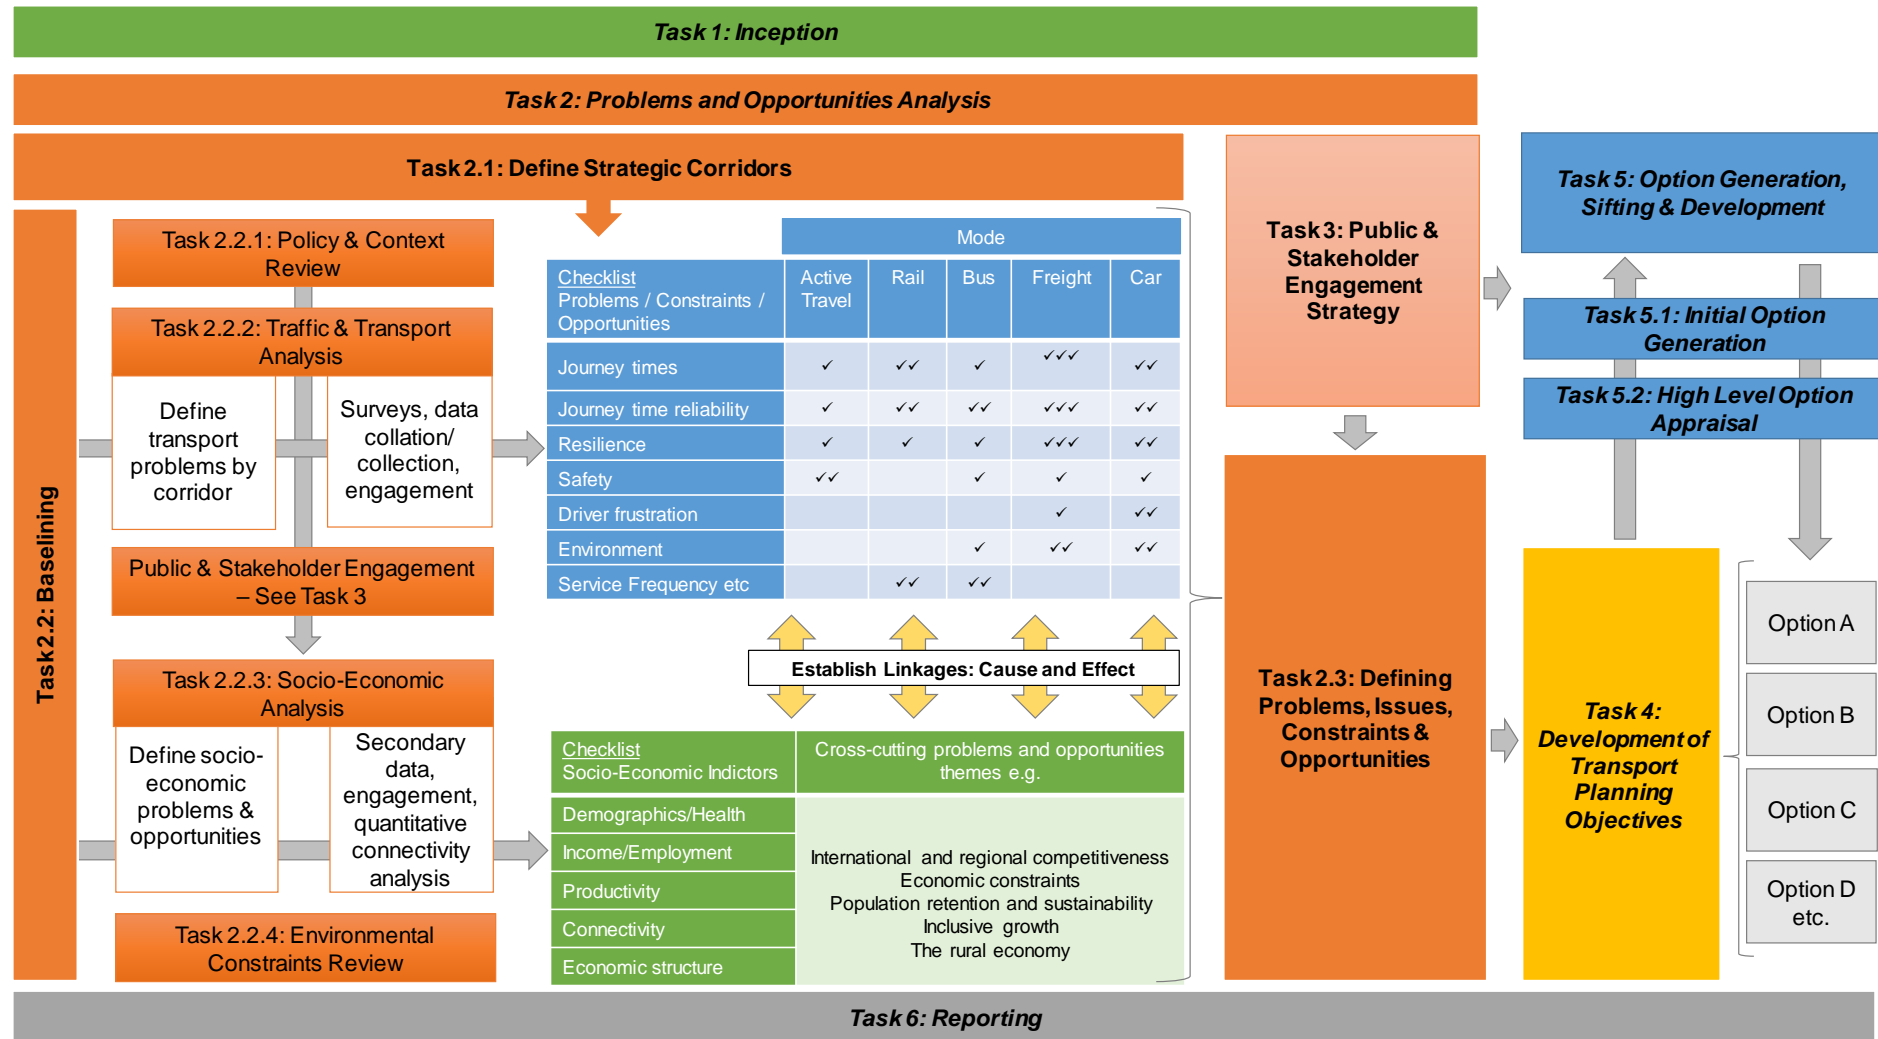 Task 1: Inception
Task 2: Problems and Opportunities Analysis
Task 2.1: Define Strategic Corridors
Task 2.2: Baselining
Task 2.2.1: Policy & Context
Review
Task 2.2.2: Traffic & Transport
Analysis
Define
transport
problems by
corridor
Surveys, data
collation/
collection,
engagement
Public & Stakeholder Engagement
– See Task 3
Task 2.2.3: Socio-Economic
Analysis
Define socio-
economic
problems &
opportunities
Secondary
data,
engagement,
quantitative
connectivity
analysis
Task 2.2.4: Environmental
Constraints Review
Mode
Checklist
Problems / Constraints /
Opportunities
Active
Travel
Rail
Bus
Freight
Car
Journey times ✓ ✓✓ ✓ ✓✓✓ ✓✓
Journey time reliability ✓ ✓✓ ✓✓ ✓✓✓ ✓✓
Resilience ✓ ✓ ✓ ✓✓✓ ✓✓
Safety ✓✓ ✓ ✓ ✓
Driver frustration ✓ ✓✓
Environment ✓ ✓✓ ✓✓
Service Frequency etc ✓✓ ✓✓
Establish Linkages: Cause and Effect
Checklist
Socio-Economic Indictors
Cross-cutting problems and opportunities
themes e.g.
Demographics/Health
Income/Employment
Productivity
Connectivity
Economic structure
International and regional competitiveness
Economic constraints
Population retention and sustainability
Inclusive growth
The rural economy
Task 3: Public &
Stakeholder
Engagement
Strategy
Task 2.3: Defining
Problems, Issues,
Constraints &
Opportunities
Task 5: Option Generation,
Sifting & Development
Task 5.1: Initial Option
Generation
Task 5.2: High Level Option
Appraisal
Task 4:
Development of
Transport
Planning
Objectives
Option A
Option B
Option C
Option D
etc.
Task 6: Reporting